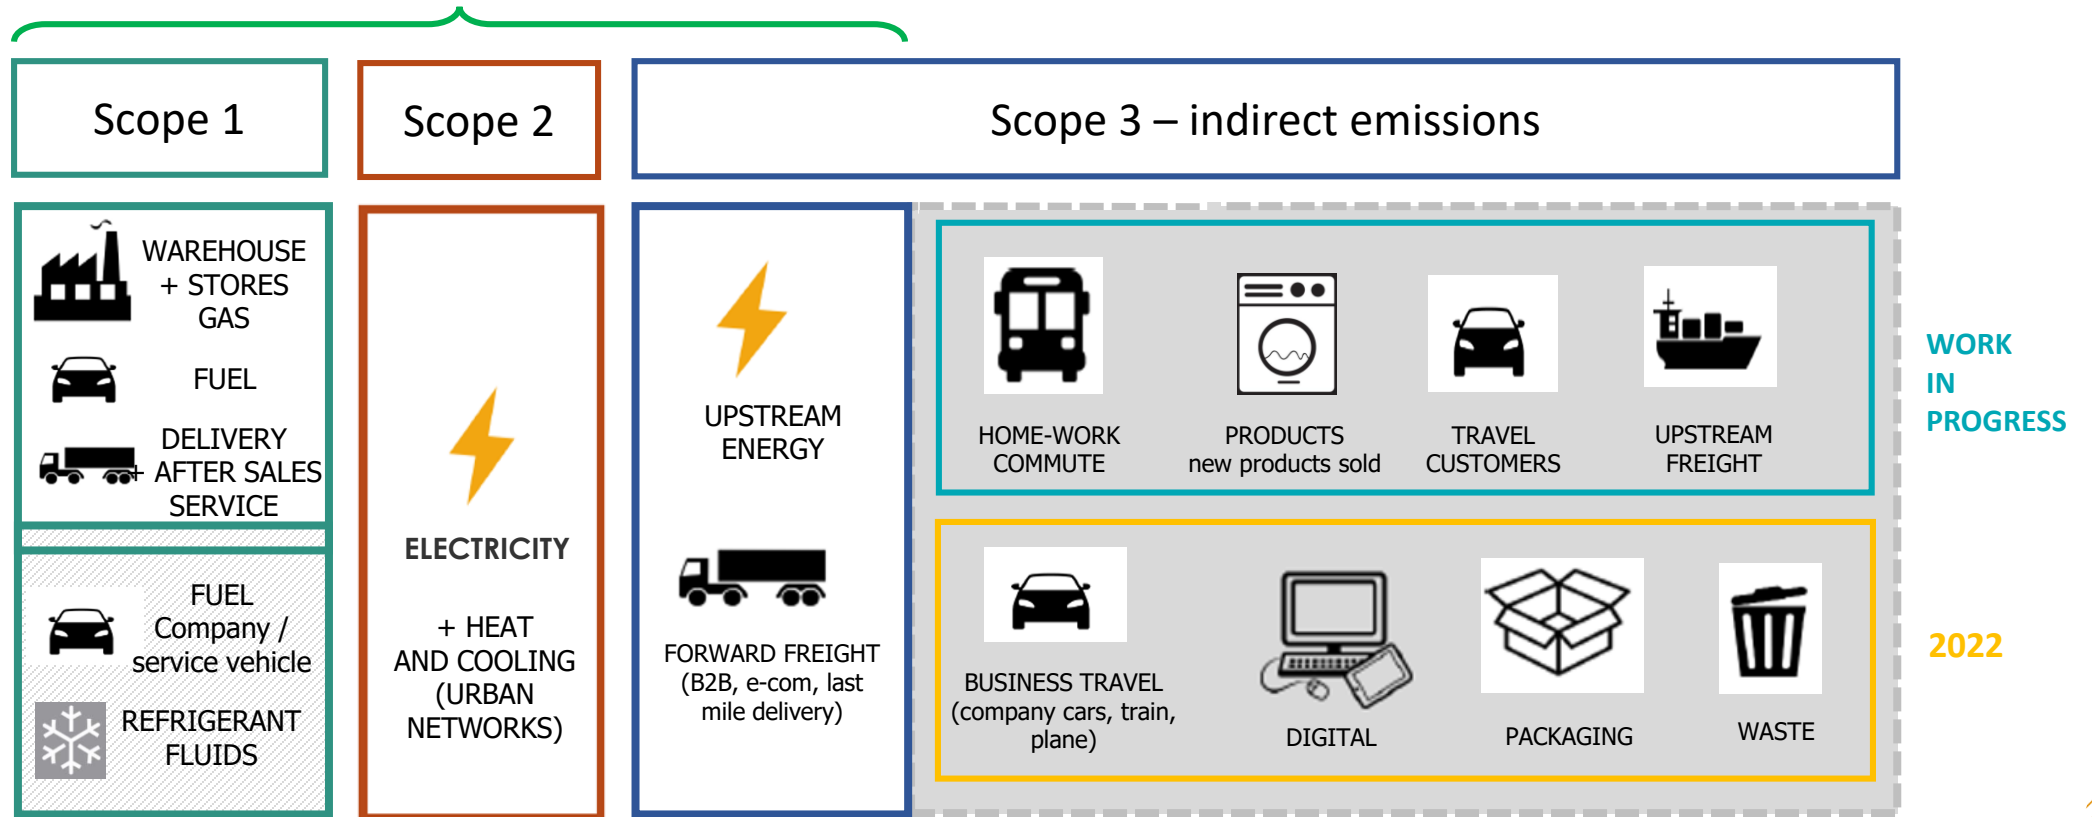 Scope 1
Scope 2
Scope 3 – indirect emissions
WAREHOUSE
+ STORES
GAS
FUEL
DELIVERY
+ AFTER SALES
SERVICE
FUEL
Company /
service vehicle
REFRIGERANT
FLUIDS
ELECTRICITY
+ HEAT
AND COOLING
(URBAN
NETWORKS)
UPSTREAM
ENERGY
FORWARD FREIGHT
(B2B, e-com, last
mile delivery)
HOME-WORK
COMMUTE
PRODUCTS
new products sold
TRAVEL
CUSTOMERS
UPSTREAM
FREIGHT
WORK
IN
PROGRESS
BUSINESS TRAVEL
(company cars, train,
plane)
DIGITAL
PACKAGING
WASTE
2022